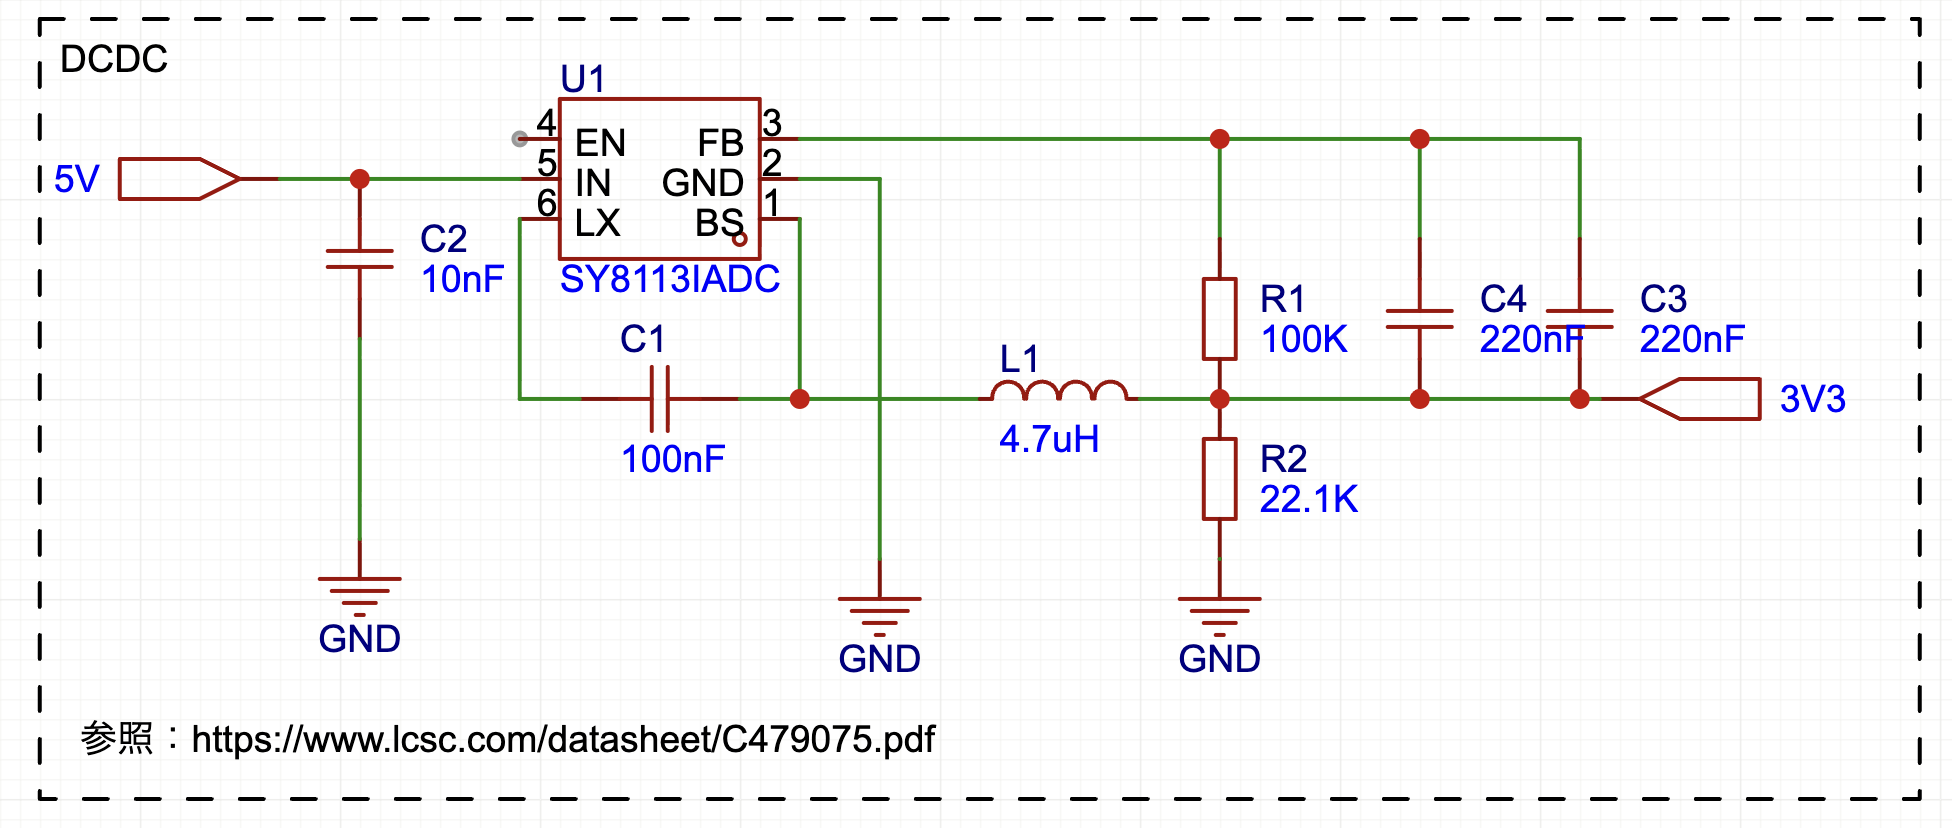 DCDC
U1
4
EN
FB
3
5V
5
IN
GND
2
6
LX
BS
1
C2
10nF
SY8113IADC
C1
100nF
L1
4.7uH
R1
100K
C4
220nF
C3
220nF
3V3
R2
22.1K
GND
GND
GND
参照：https://www.lcsc.com/datasheet/C479075.pdf